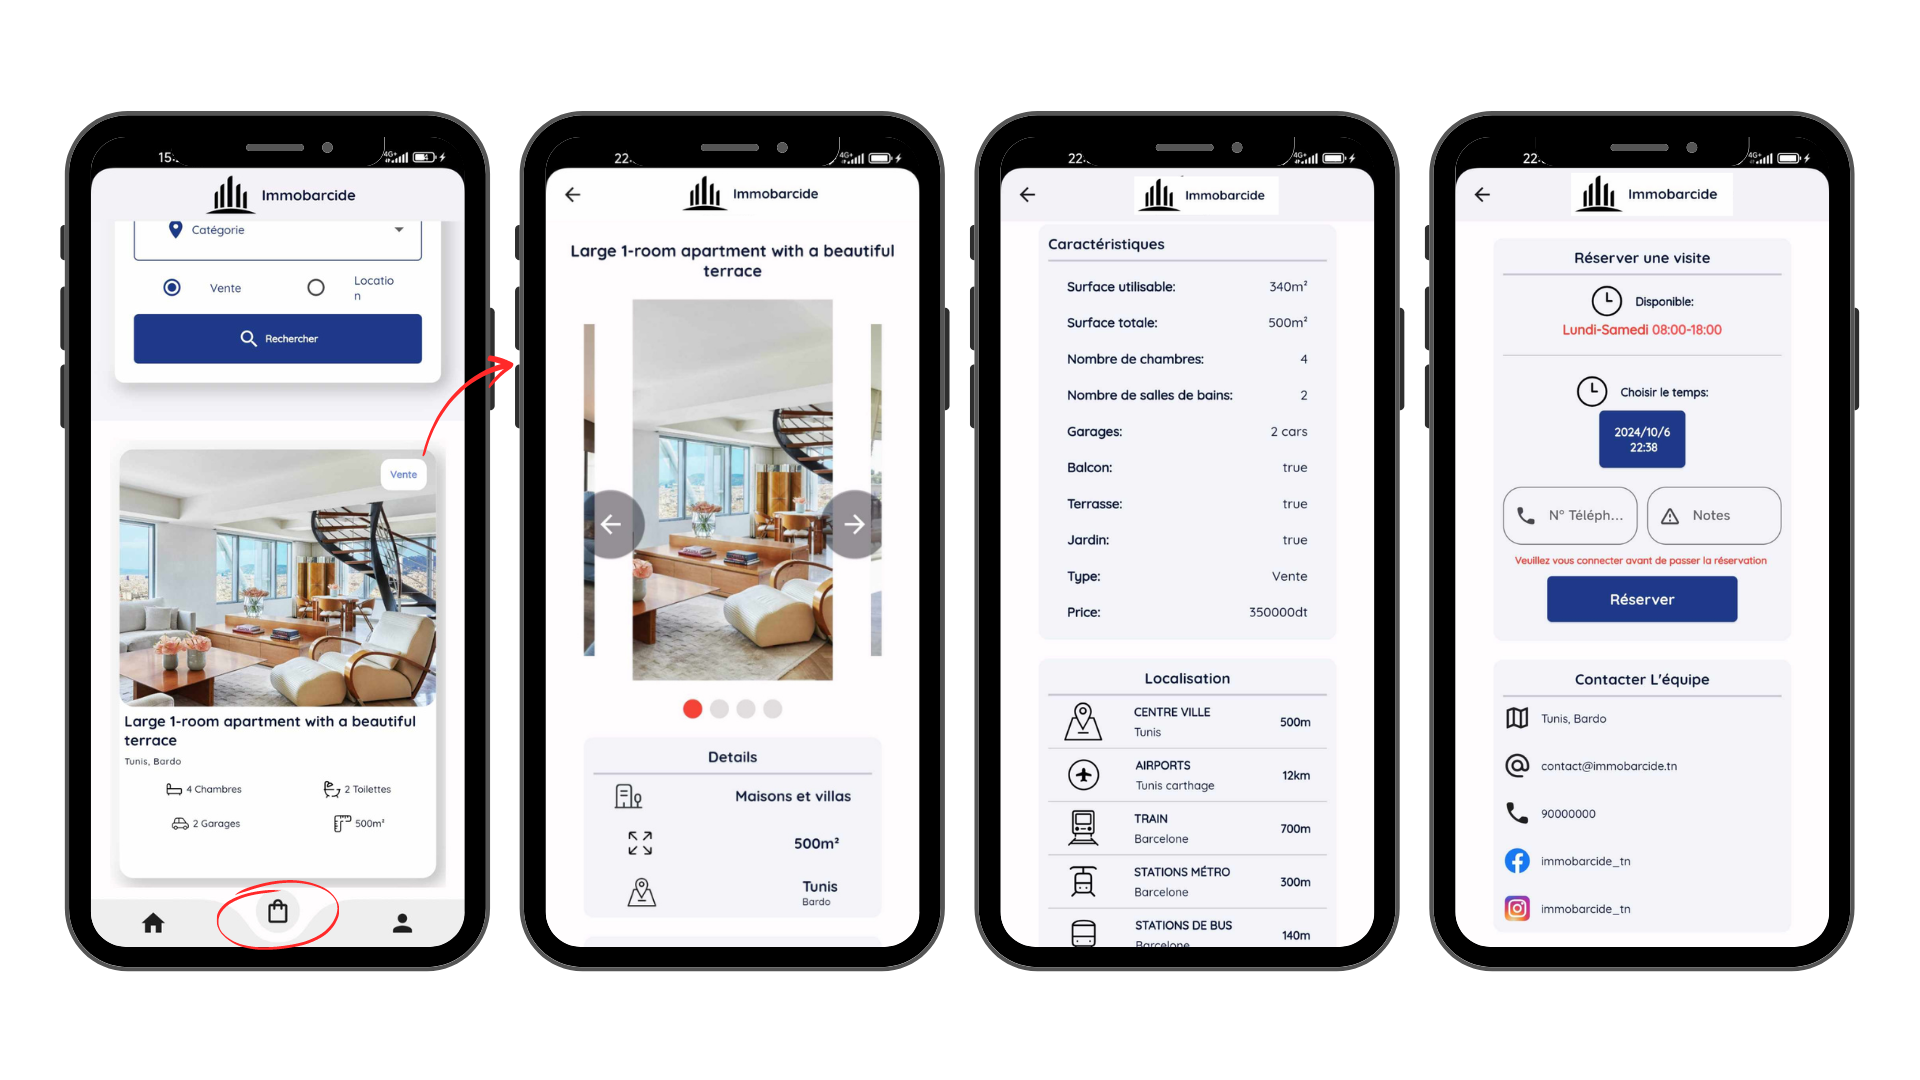 15:
4G+
Immobarcide
Catégorie
Vente
Locatio
n
Rechercher
Vente
Large 1-room apartment with a beautiful
terrace
Tunis, Bardo
4 Chambres
2 Toilettes
2 Garages
500m²
22:
4G+
Immobarcide
Large 1-room apartment with a beautiful
terrace
Details
Maisons et villas
500m²
Tunis
Bardo
22:
4G+
Immobarcide
Caractéristiques
Surface utilisable: 340m²
Surface totale: 500m²
Nombre de chambres: 4
Nombre de salles de bains: 2
Garages: 2 cars
Balcon: true
Terrasse: true
Jardin: true
Type: Vente
Price: 350000dt
Localisation
CENTRE VILLE
Tunis
500m
AIRPORTS
Tunis carthage
12km
TRAIN
Barcelone
700m
STATIONS MÉTRO
Barcelone
300m
STATIONS DE BUS
Barcelone
140m
22:
4G+
Immobarcide
Réserver une visite
Disponible:
Lundi-Samedi 08:00-18:00
Choisir le temps:
2024/10/6
22:38
N° Téléph...
Notes
Veuillez vous connecter avant de passer la réservation
Réserver
Contacter L'équipe
Tunis, Bardo
contact@immobarcide.tn
90000000
immobarcide_tn
immobarcide_tn